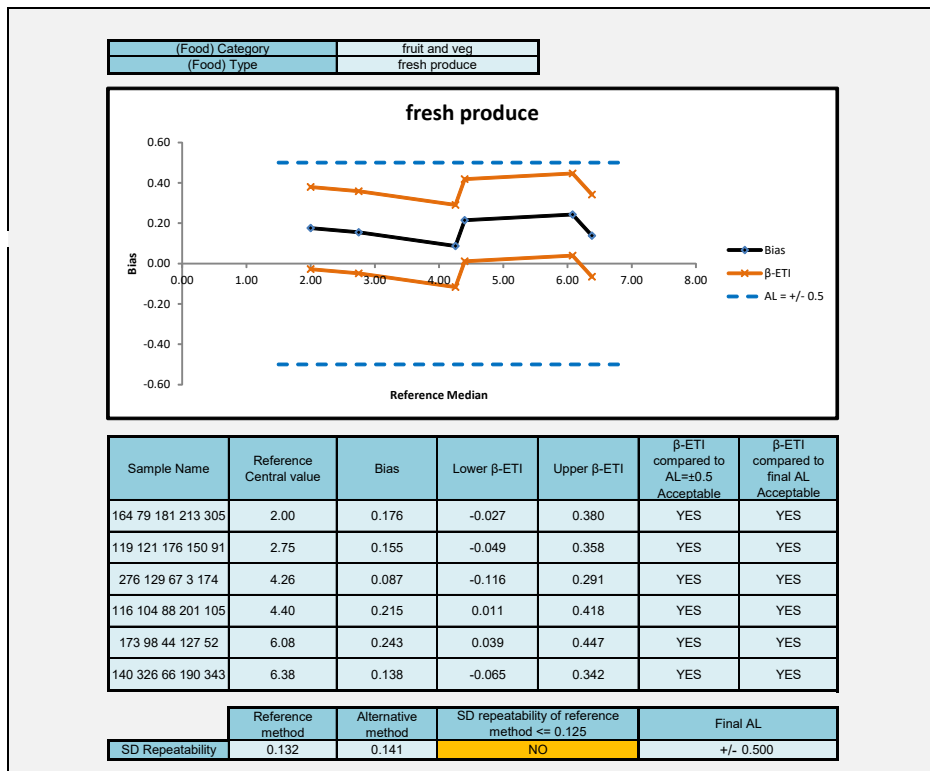 (Food) Category fruit and veg
(Food) Type fresh produce
fresh produce
0.60
0.40
0.20
0.00
-0.20
-0.40
-0.60
0.00 1.00 2.00 3.00 4.00 5.00 6.00 7.00 8.00
Bias
Reference Median
Bias
β-ETI
AL = +/- 0.5
Sample Name Reference Central value Bias Lower β-ETI Upper β-ETI β-ETI compared to AL=±0.5 Acceptable β-ETI compared to final AL Acceptable
164 79 181 213 305 2.00 0.176 -0.027 0.380 YES YES
119 121 176 150 91 2.75 0.155 -0.049 0.358 YES YES
276 129 67 3 174 4.26 0.087 -0.116 0.291 YES YES
116 104 88 201 105 4.40 0.215 0.011 0.418 YES YES
173 98 44 127 52 6.08 0.243 0.039 0.447 YES YES
140 326 66 190 343 6.38 0.138 -0.065 0.342 YES YES
Reference method Alternative method SD repeatability of reference method <= 0.125 Final AL
SD Repeatability 0.132 0.141 NO +/- 0.500